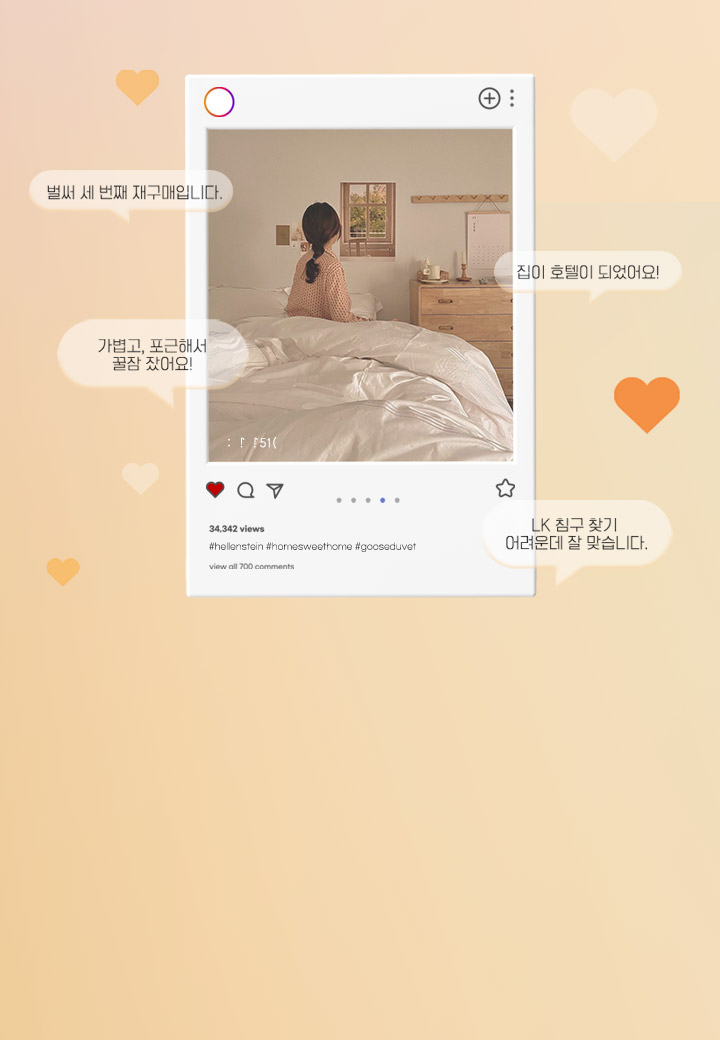 벌써 세 번째 재구매입니다.
집이 호텔이 되었어요!
가볍고, 포근해서
꿀잠 잤어요!
34,342 views
#hellenstein #homesweethome #gooseduvet
view all 700 comments
LK 침구 찾기
어려운데 잘 맞습니다.